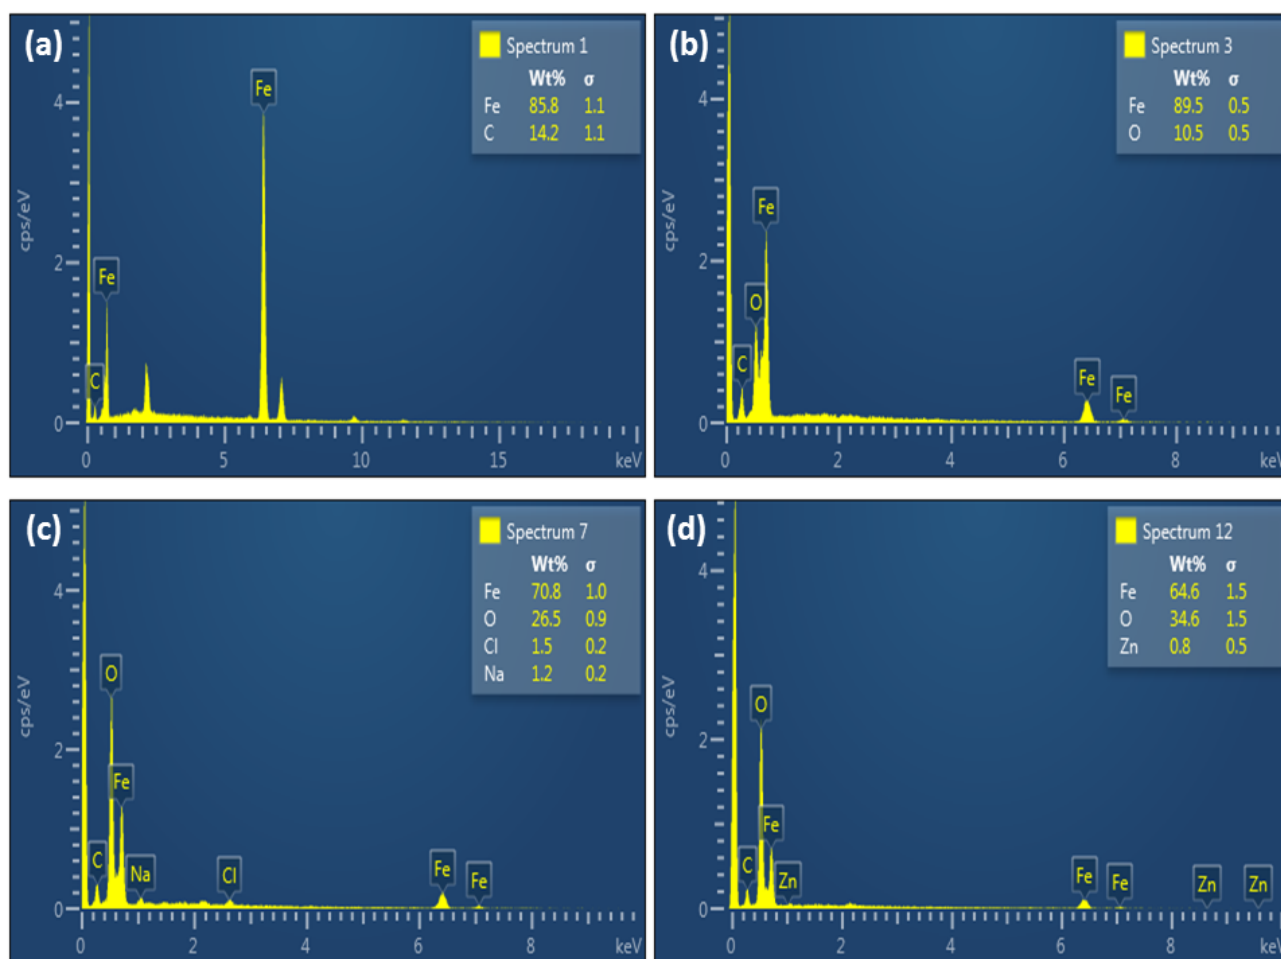 (a)
Spectrum 1
Wt% σ
Fe 85.8 1.1
C 14.2 1.1
Fe
Fe
C
4
2
0
cps/eV
0 5 10 15 keV
(b)
Spectrum 3
Wt% σ
Fe 89.5 0.5
O 10.5 0.5
Fe
O
C
Fe
Fe
4
2
0
cps/eV
0 2 4 6 8 keV
(c)
Spectrum 7
Wt% σ
Fe 70.8 1.0
O 26.5 0.9
Cl 1.5 0.2
Na 1.2 0.2
O
Fe
C
Na
Cl
Fe
Fe
4
2
0
cps/eV
0 2 4 6 8 keV
(d)
Spectrum 12
Wt% σ
Fe 64.6 1.5
O 34.6 1.5
Zn 0.8 0.5
O
Fe
C
Zn
Fe
Fe
Zn
Zn
4
2
0
cps/eV
0 2 4 6 8 keV